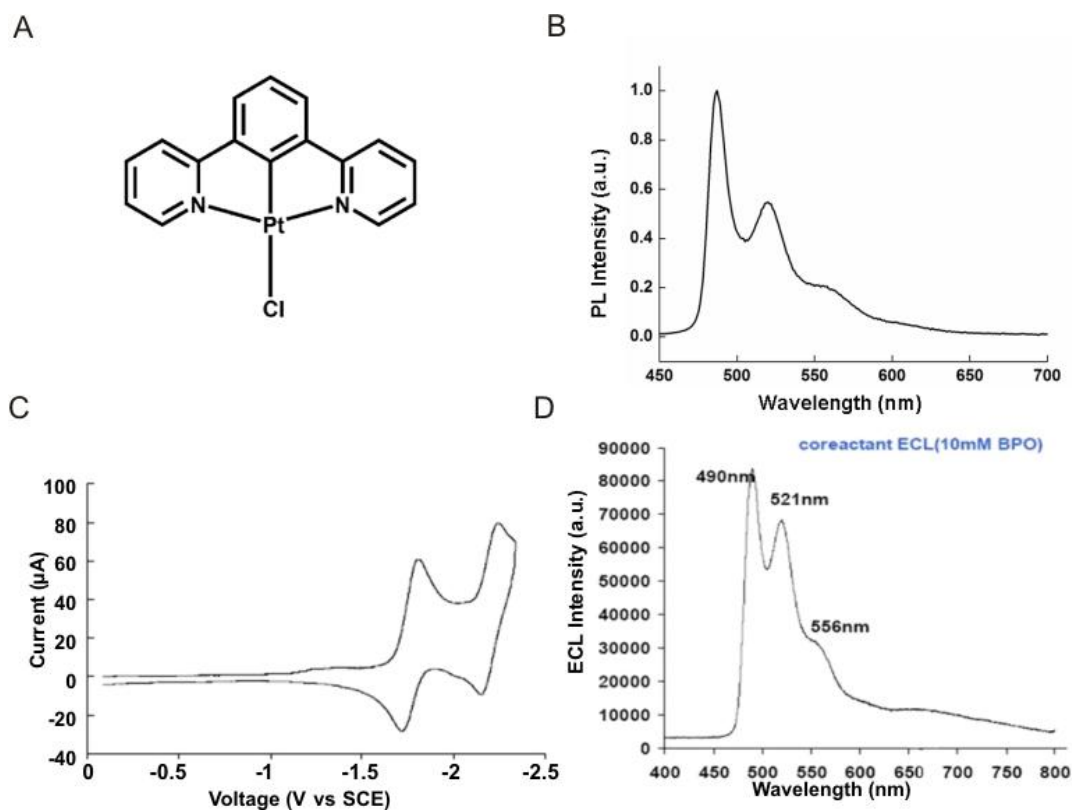 A
N
N
Pt
Cl
B
PL Intensity (a.u.)
1.0
0.8
0.6
0.4
0.2
0.0
450 500 550 600 650 700
Wavelength (nm)
C
Current (µA)
100
80
60
40
20
0
-20
-40
0 -0.5 -1 -1.5 -2 -2.5
Voltage (V vs SCE)
D
coreactant ECL(10mM BPO)
ECL Intensity (a.u.)
90000
80000
70000
60000
50000
40000
30000
20000
10000
0
490nm
521nm
556nm
400 450 500 550 600 650 700 750 800
Wavelength (nm)